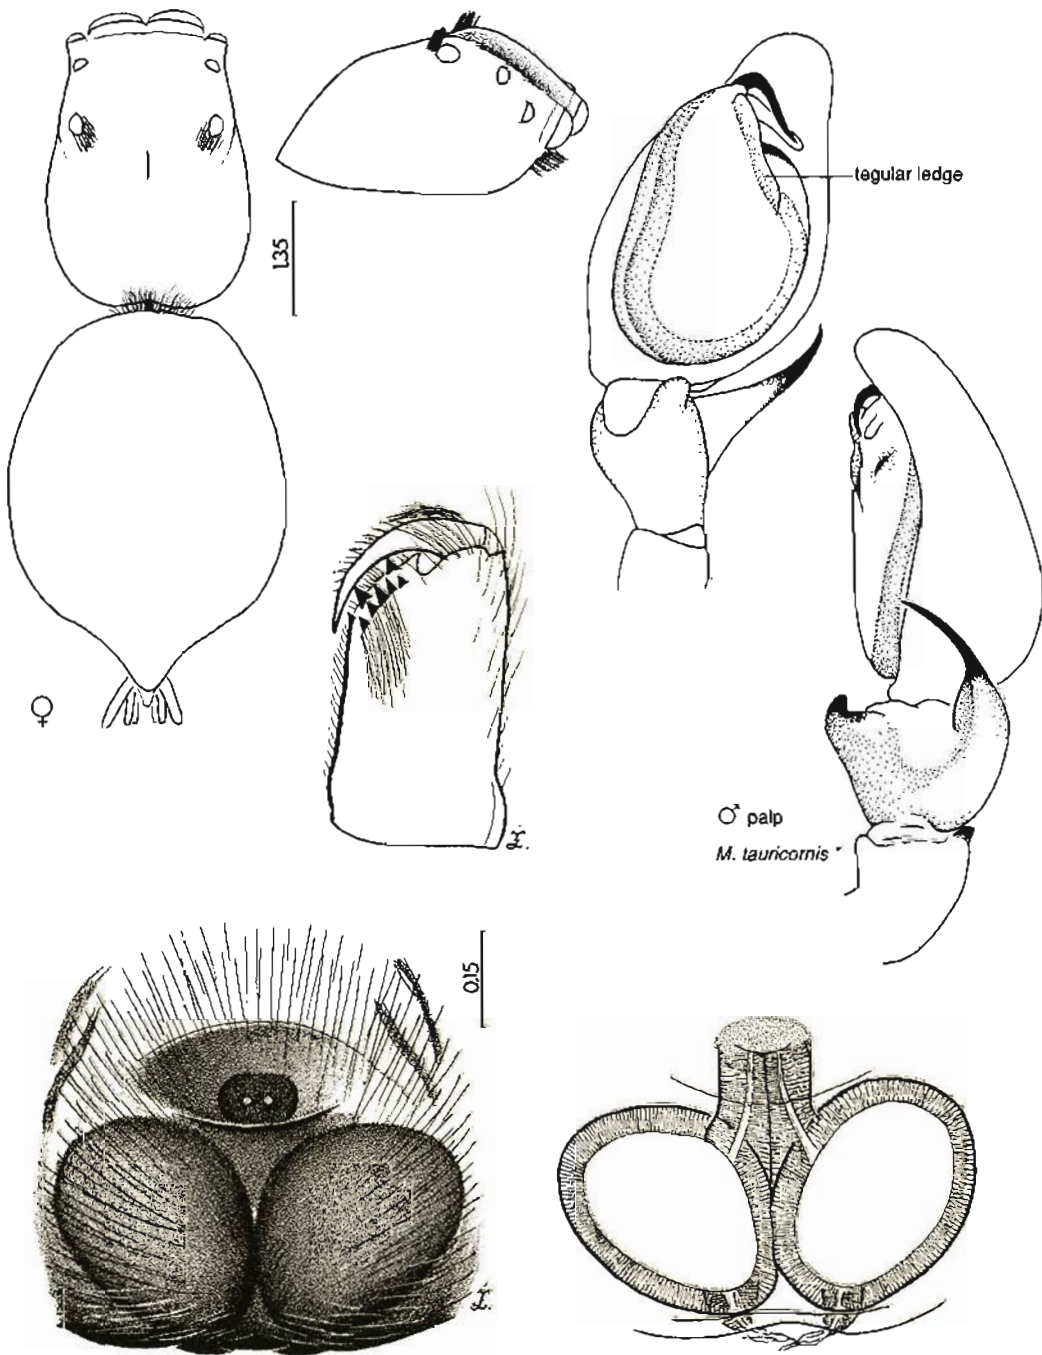 1.35
tegular ledge
♀
♂ palp
M. tauricornis
0.15